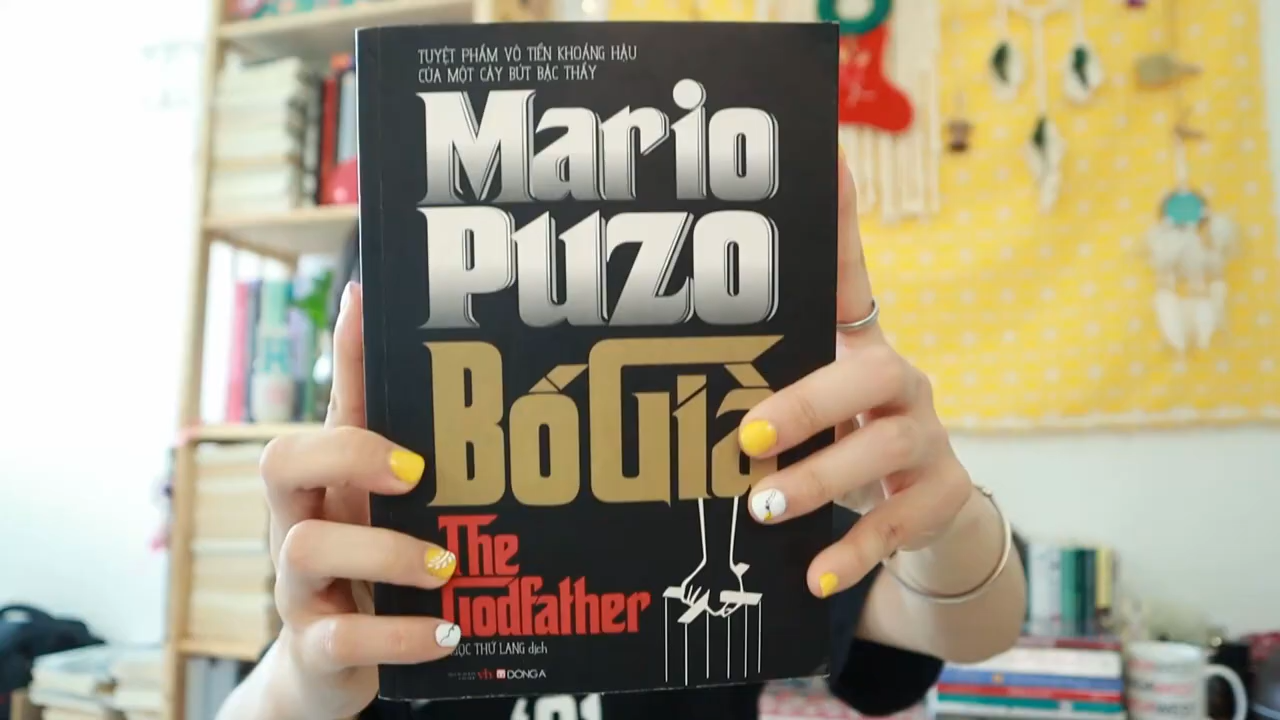 TUYỆT PHẨM VÔ TIỀN KHOÁNG HẬU
CỦA MỘT CÂY BÚT BẬC THẦY
Mario
Puzo
Bố Già
The
Godfather
NGỌC THỨ LANG dịch
ĐÔNG A